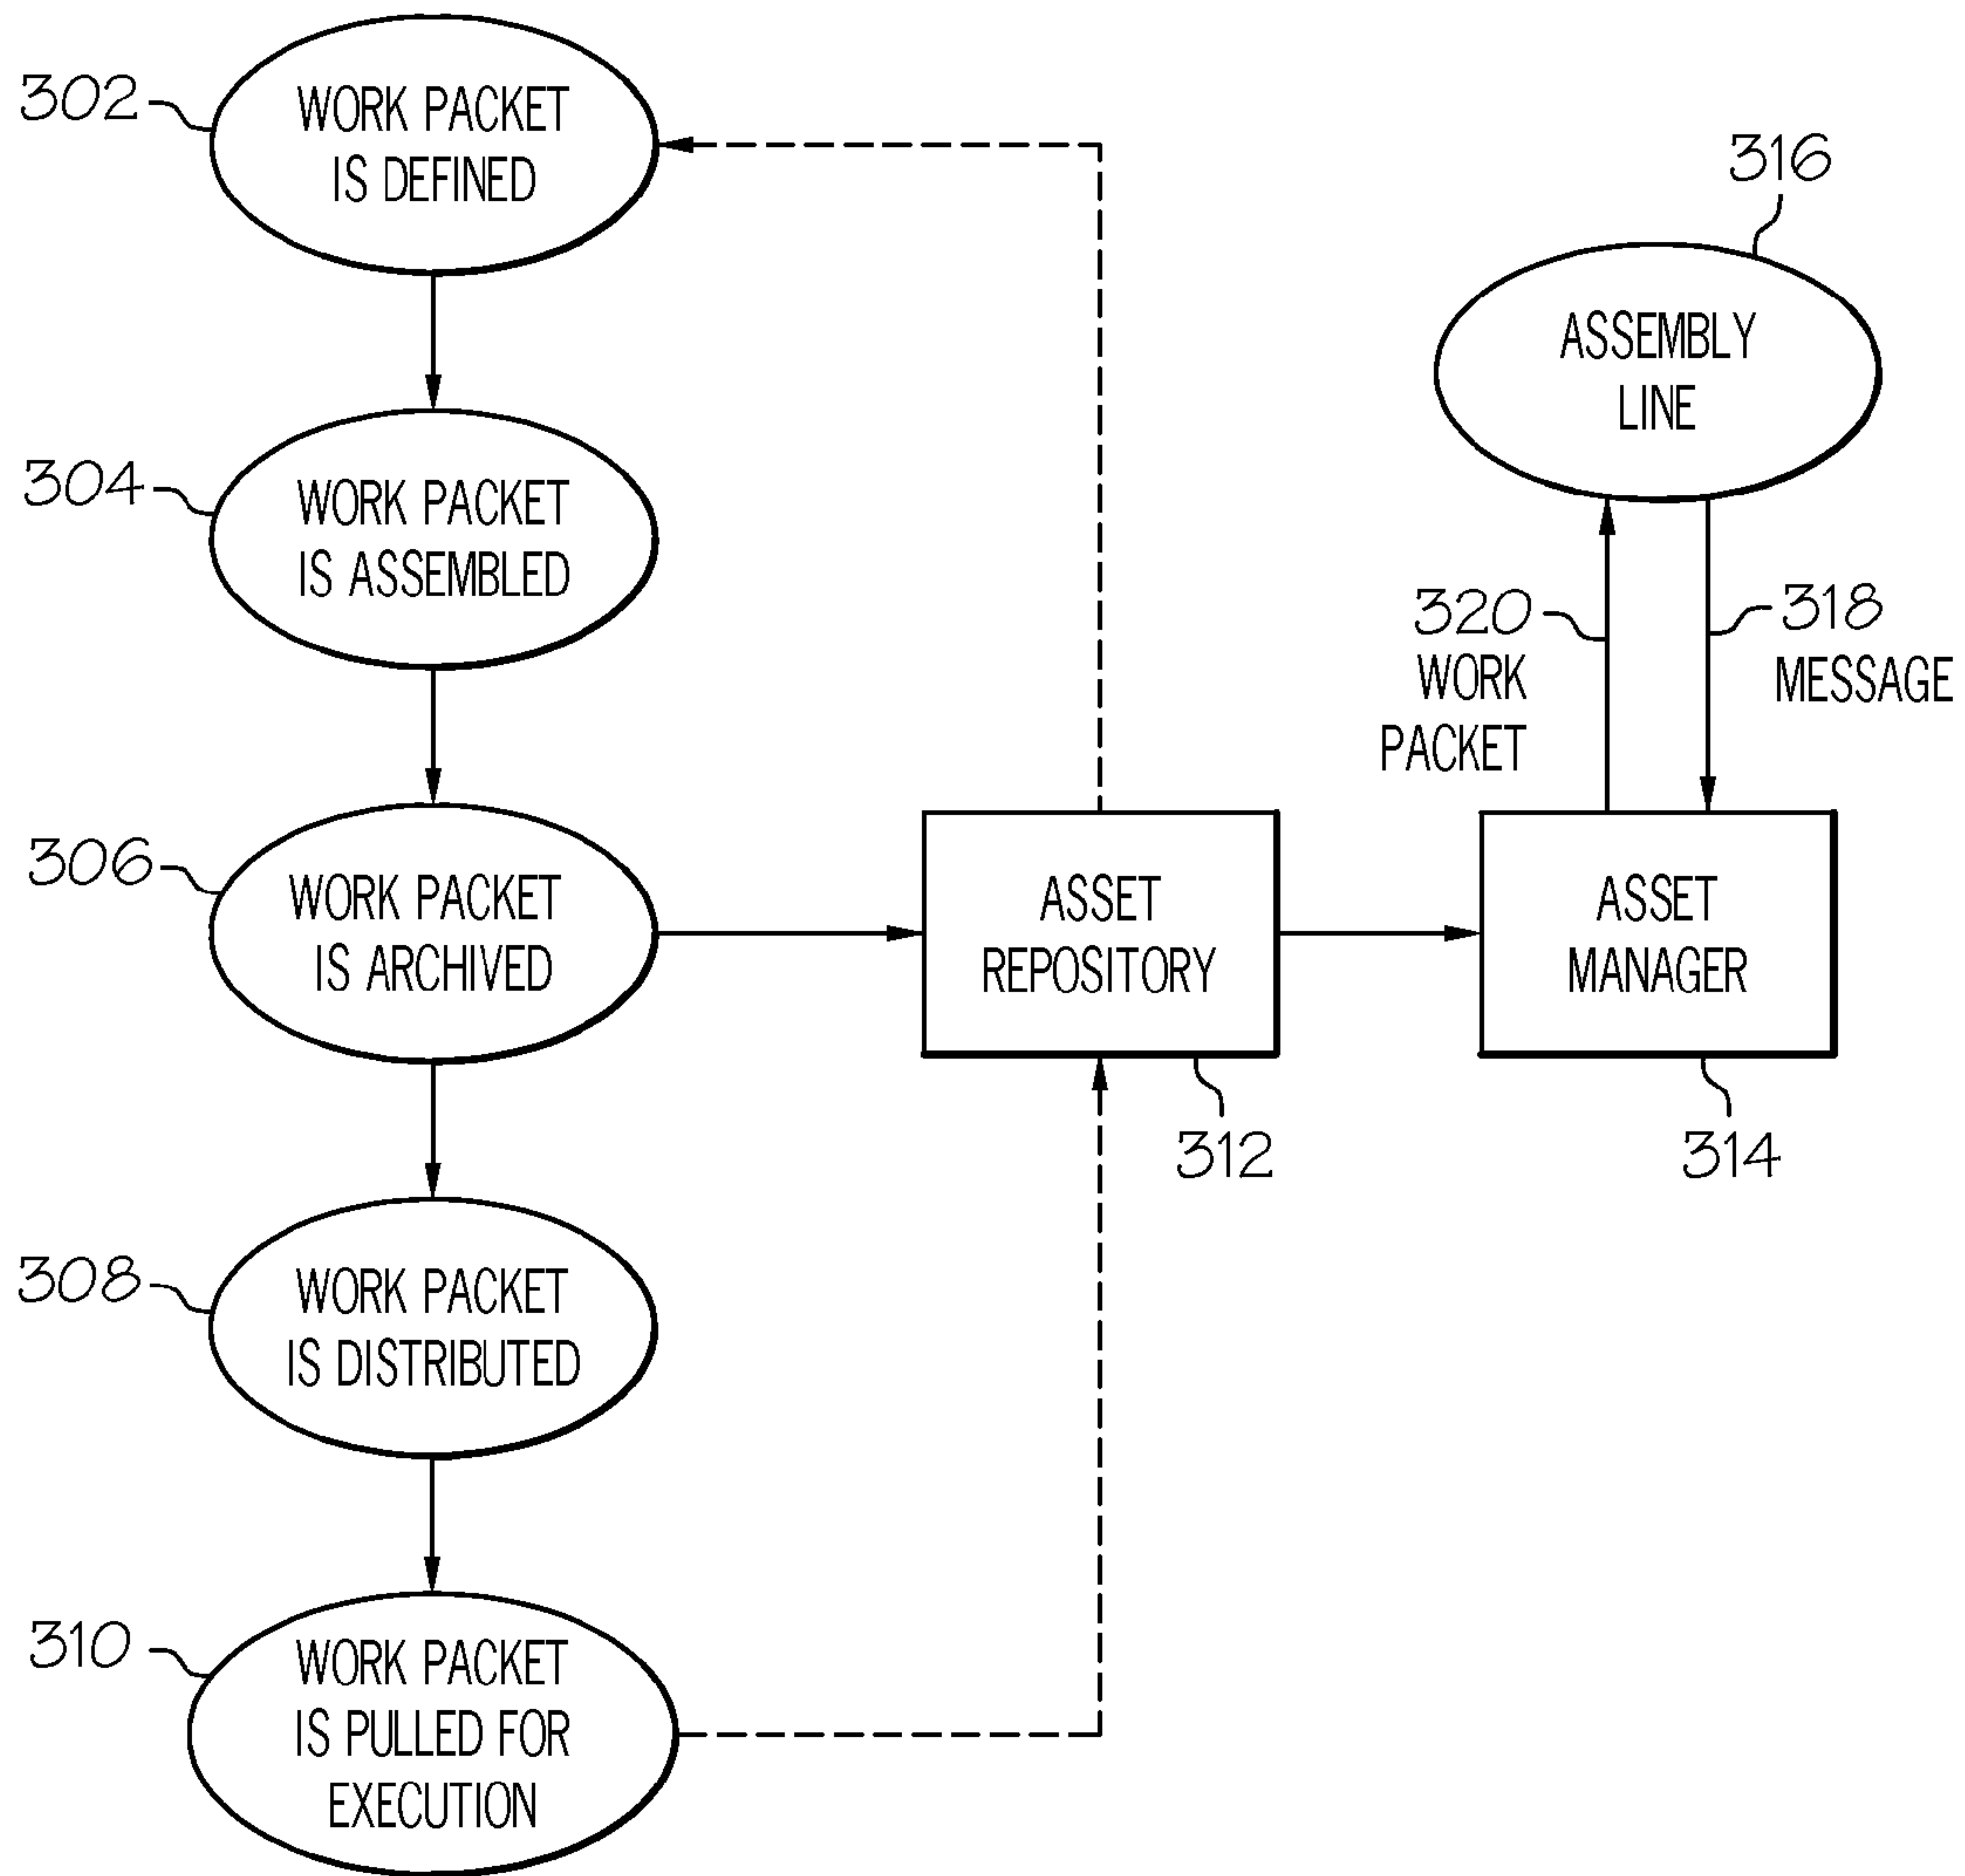 302
WORK PACKET
IS DEFINED
316
ASSEMBLY
LINE
304
WORK PACKET
IS ASSEMBLED
320
WORK
PACKET
318
MESSAGE
306
WORK PACKET
IS ARCHIVED
ASSET
REPOSITORY
312
ASSET
MANAGER
314
308
WORK PACKET
IS DISTRIBUTED
310
WORK PACKET
IS PULLED FOR
EXECUTION